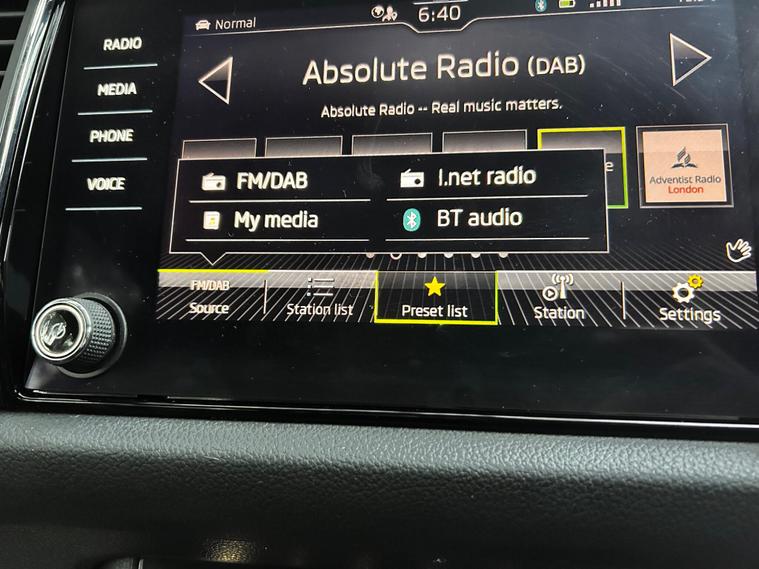 Normal
6:40
RADIO
MEDIA
PHONE
VOICE
Absolute Radio (DAB)
Absolute Radio -- Real music matters.
FM/DAB
I.net radio
My media
BT audio
Adventist Radio
London
FM/DAB
Source
Station list
Preset list
Station
Settings